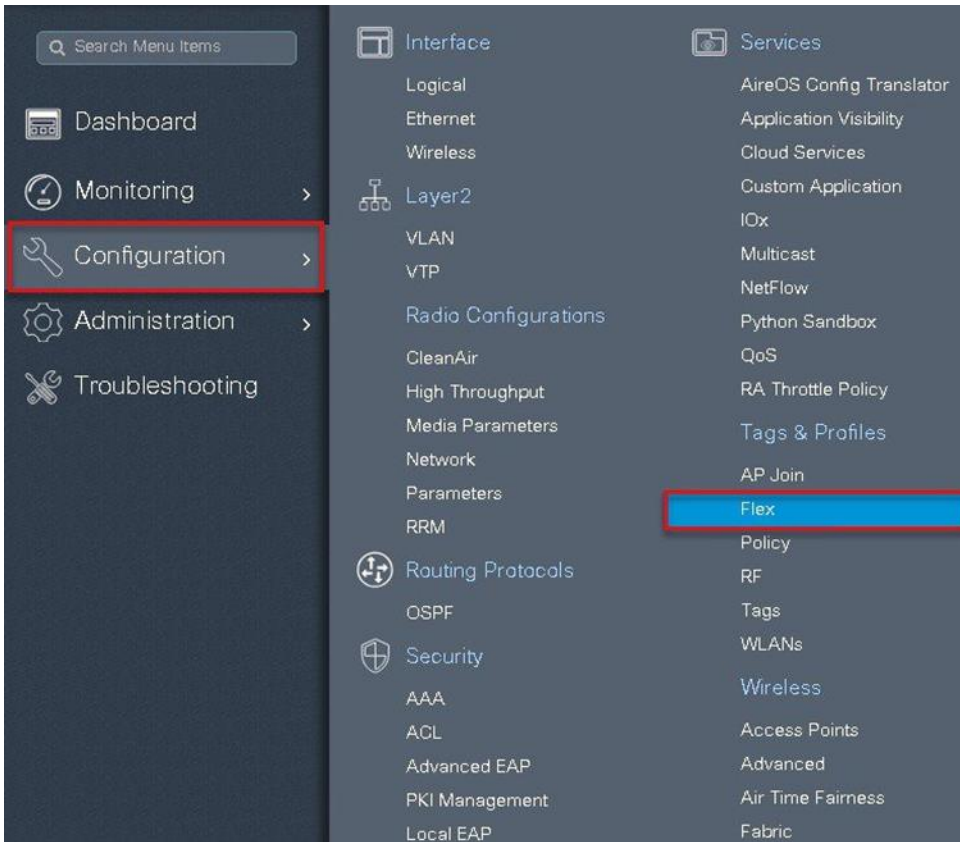 Search Menu Items
Dashboard
Monitoring
Configuration
Administration
Troubleshooting
Interface
Logical
Ethernet
Wireless
Layer2
VLAN
VTP
Radio Configurations
CleanAir
High Throughput
Media Parameters
Network
Parameters
RRM
Routing Protocols
OSPF
Security
AAA
ACL
Advanced EAP
PKI Management
Local EAP
Services
AireOS Config Translator
Application Visibility
Cloud Services
Custom Application
IOx
Multicast
NetFlow
Python Sandbox
QoS
RA Throttle Policy
Tags & Profiles
AP Join
Flex
Policy
RF
Tags
WLANs
Wireless
Access Points
Advanced
Air Time Fairness
Fabric